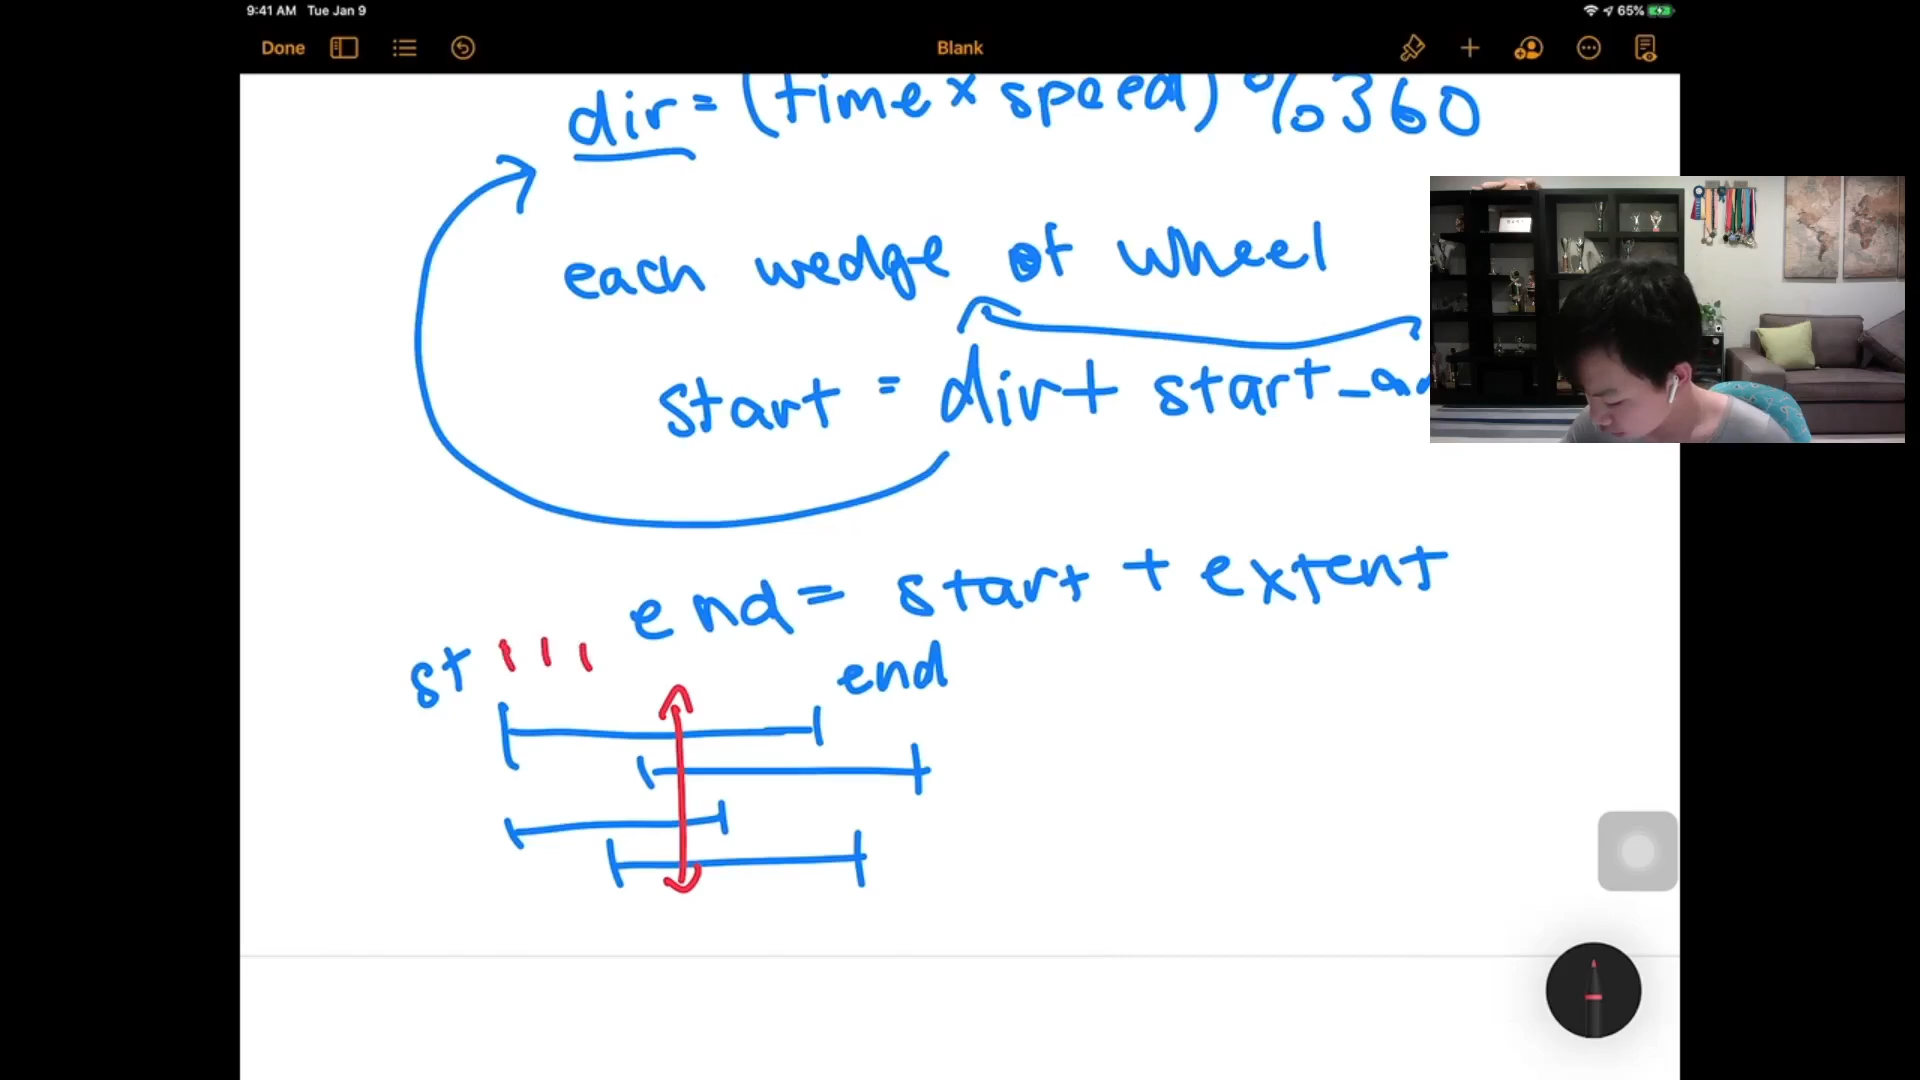 9:41 AM Tue Jan 9
65%
Done
Blank
dir = (time × speed) % 360
each wedge of wheel
start = dir + start_an
end = start + extent
st
end